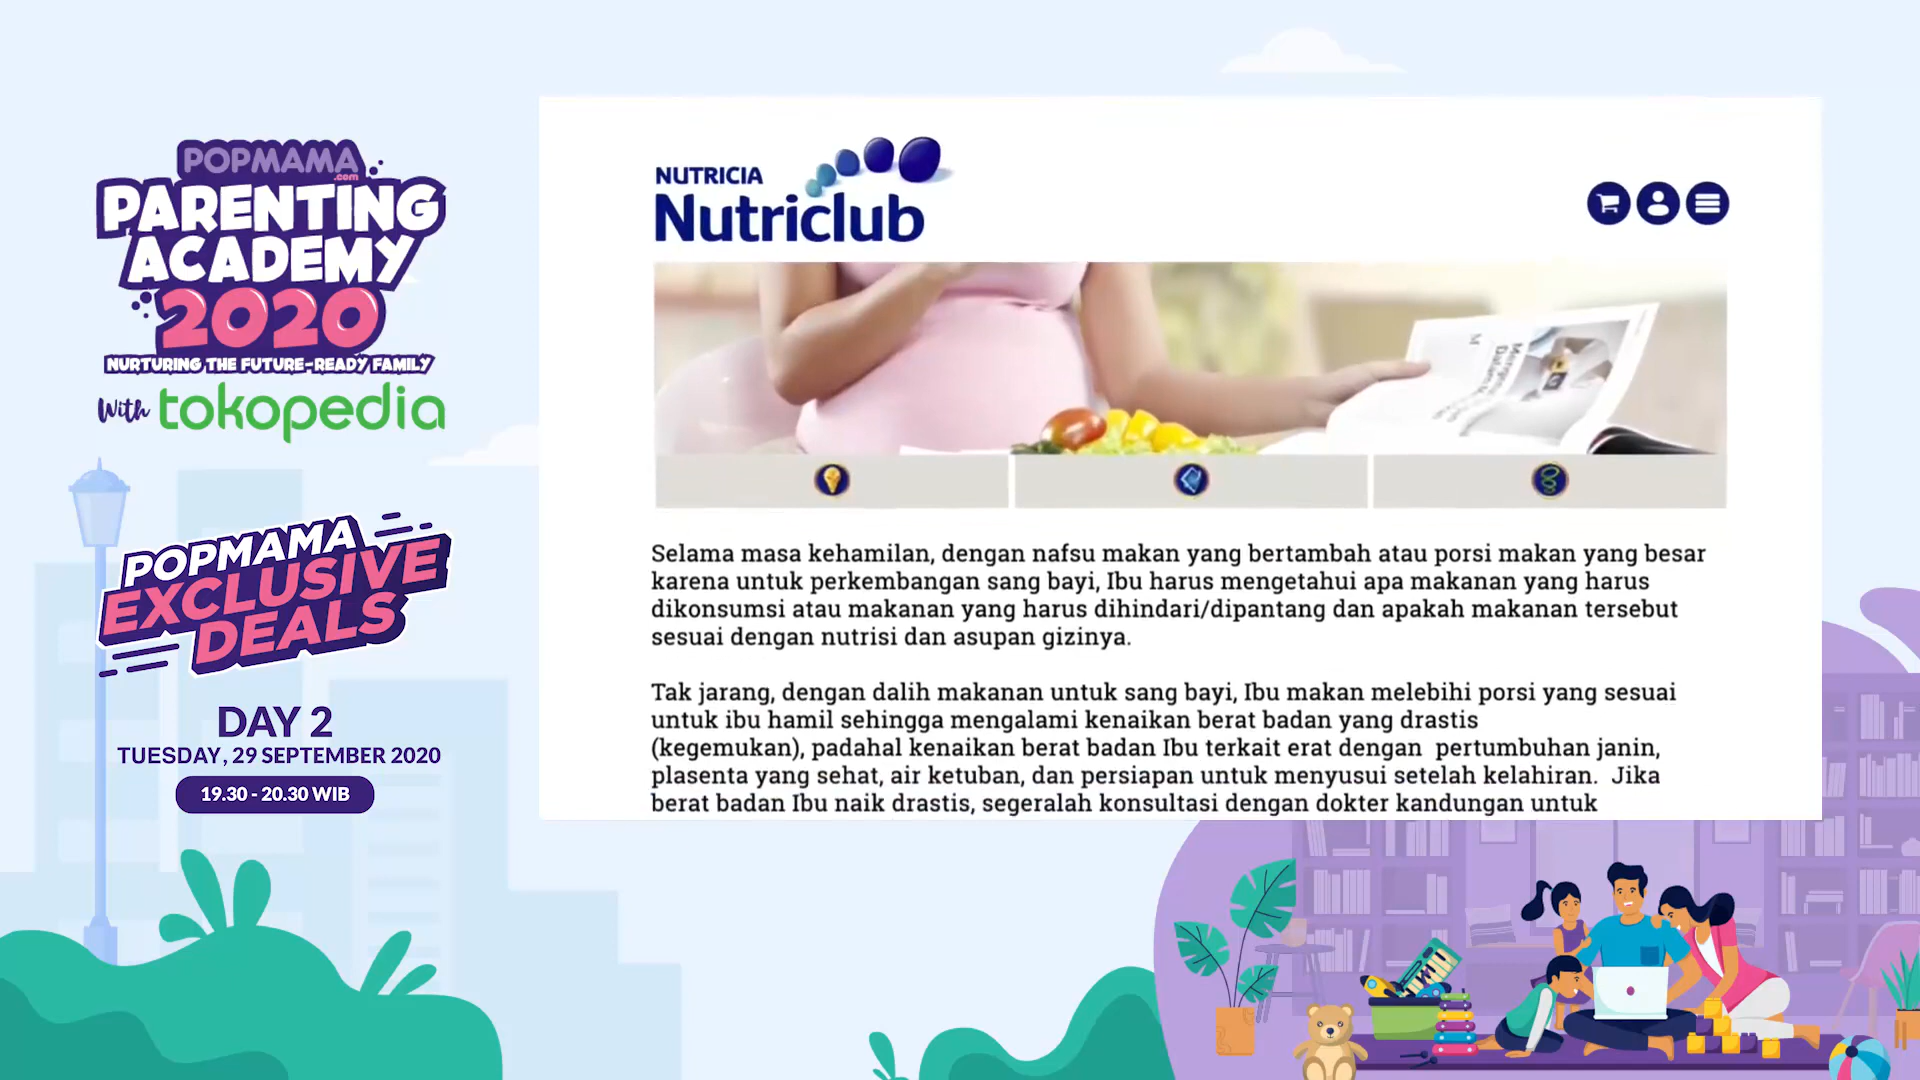 POPMAMA
.com
PARENTING
ACADEMY
2020
NURTURING THE FUTURE-READY FAMILY
With tokopedia
POPMAMA
EXCLUSIVE
DEALS
DAY 2
TUESDAY, 29 SEPTEMBER 2020
19.30 - 20.30 WIB
NUTRICIA
Nutriclub
Selama masa kehamilan, dengan nafsu makan yang bertambah atau porsi makan yang besar
karena untuk perkembangan sang bayi, Ibu harus mengetahui apa makanan yang harus
dikonsumsi atau makanan yang harus dihindari/dipantang dan apakah makanan tersebut
sesuai dengan nutrisi dan asupan gizinya.
Tak jarang, dengan dalih makanan untuk sang bayi, Ibu makan melebihi porsi yang sesuai
untuk ibu hamil sehingga mengalami kenaikan berat badan yang drastis
(kegemukan), padahal kenaikan berat badan Ibu terkait erat dengan  pertumbuhan janin,
plasenta yang sehat, air ketuban, dan persiapan untuk menyusui setelah kelahiran.  Jika
berat badan Ibu naik drastis, segeralah konsultasi dengan dokter kandungan untuk